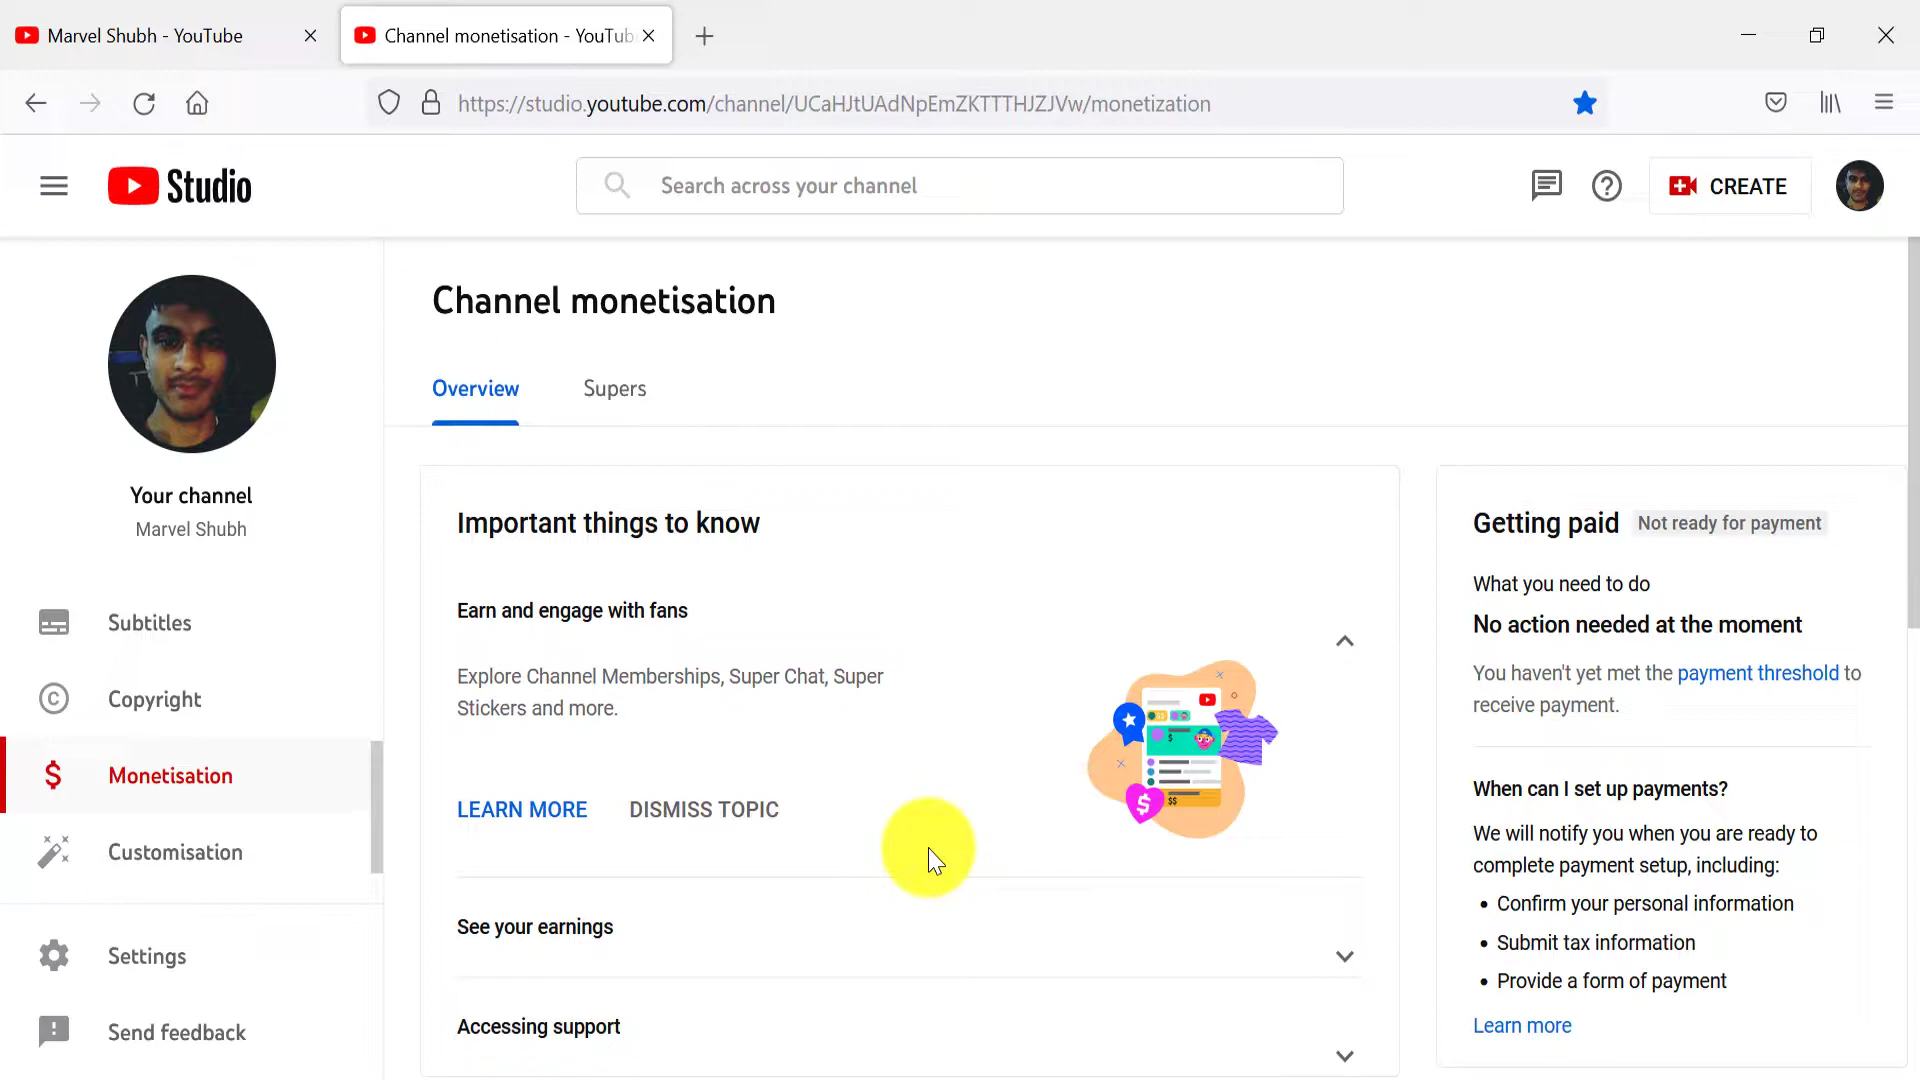 Marvel Shubh - YouTube
Channel monetisation - YouTub
https://studio.youtube.com/channel/UCaHJtUAdNpEmZKTTTHJZJVw/monetization
Studio
Search across your channel
CREATE
Your channel
Marvel Shubh
Subtitles
Copyright
Monetisation
Customisation
Settings
Send feedback
Channel monetisation
Overview
Supers
Important things to know
Earn and engage with fans
Explore Channel Memberships, Super Chat, Super
Stickers and more.
LEARN MORE
DISMISS TOPIC
See your earnings
Accessing support
Getting paid
Not ready for payment
What you need to do
No action needed at the moment
You haven't yet met the payment threshold to
receive payment.
When can I set up payments?
We will notify you when you are ready to
complete payment setup, including:
• Confirm your personal information
• Submit tax information
• Provide a form of payment
Learn more